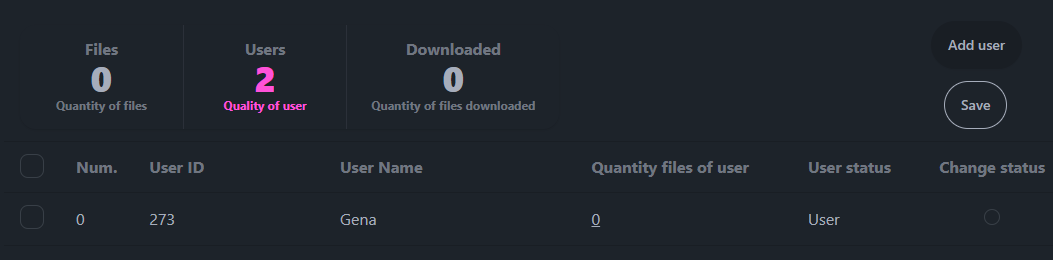 Files
0
Quantity of files
Users
2
Quality of user
Downloaded
0
Quantity of files downloaded
Add user
Save
Num. User ID User Name Quantity files of user User status Change status
0 273 Gena 0 User